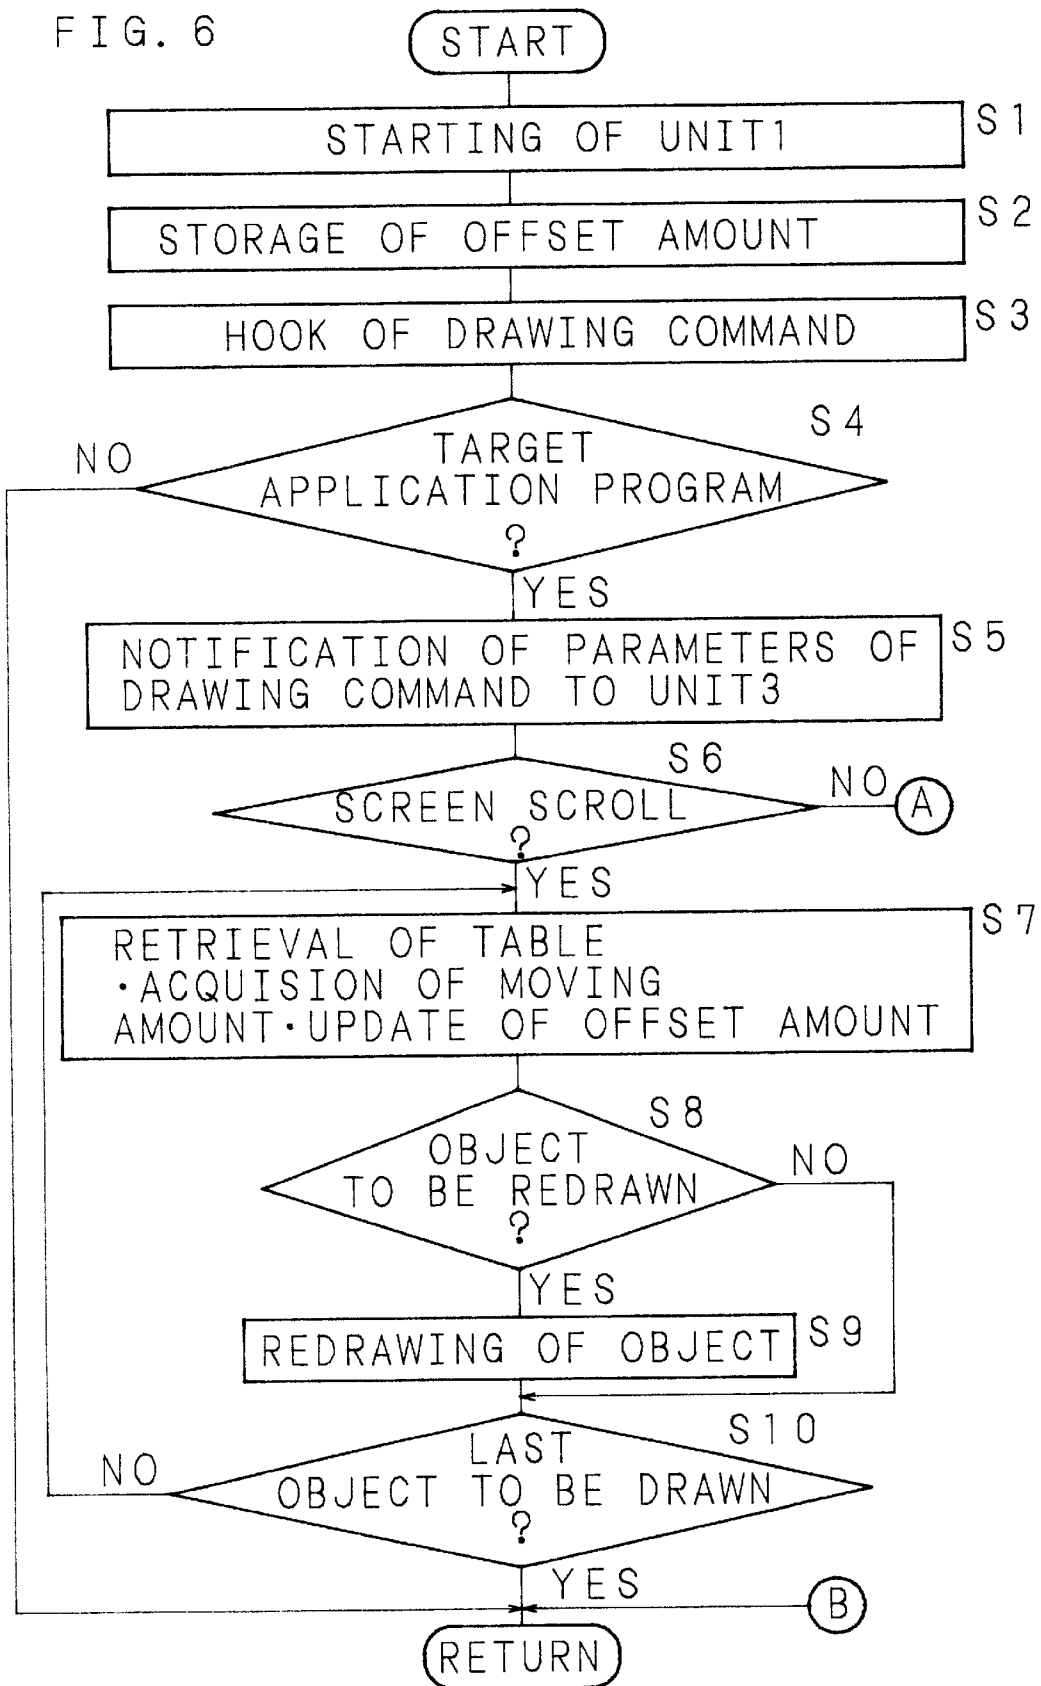 FIG. 6
START
STARTING OF UNIT1
S1
STORAGE OF OFFSET AMOUNT
S2
HOOK OF DRAWING COMMAND
S3
S4
NO
TARGET
APPLICATION PROGRAM
?
YES
NOTIFICATION OF PARAMETERS OF
DRAWING COMMAND TO UNIT3
S5
S6
SCREEN SCROLL
?
NO
A
YES
S7
RETRIEVAL OF TABLE
·ACQUISION OF MOVING
AMOUNT·UPDATE OF OFFSET AMOUNT
S8
OBJECT
TO BE REDRAWN
?
NO
YES
REDRAWING OF OBJECT
S9
S10
LAST
OBJECT TO BE DRAWN
?
NO
YES
B
RETURN